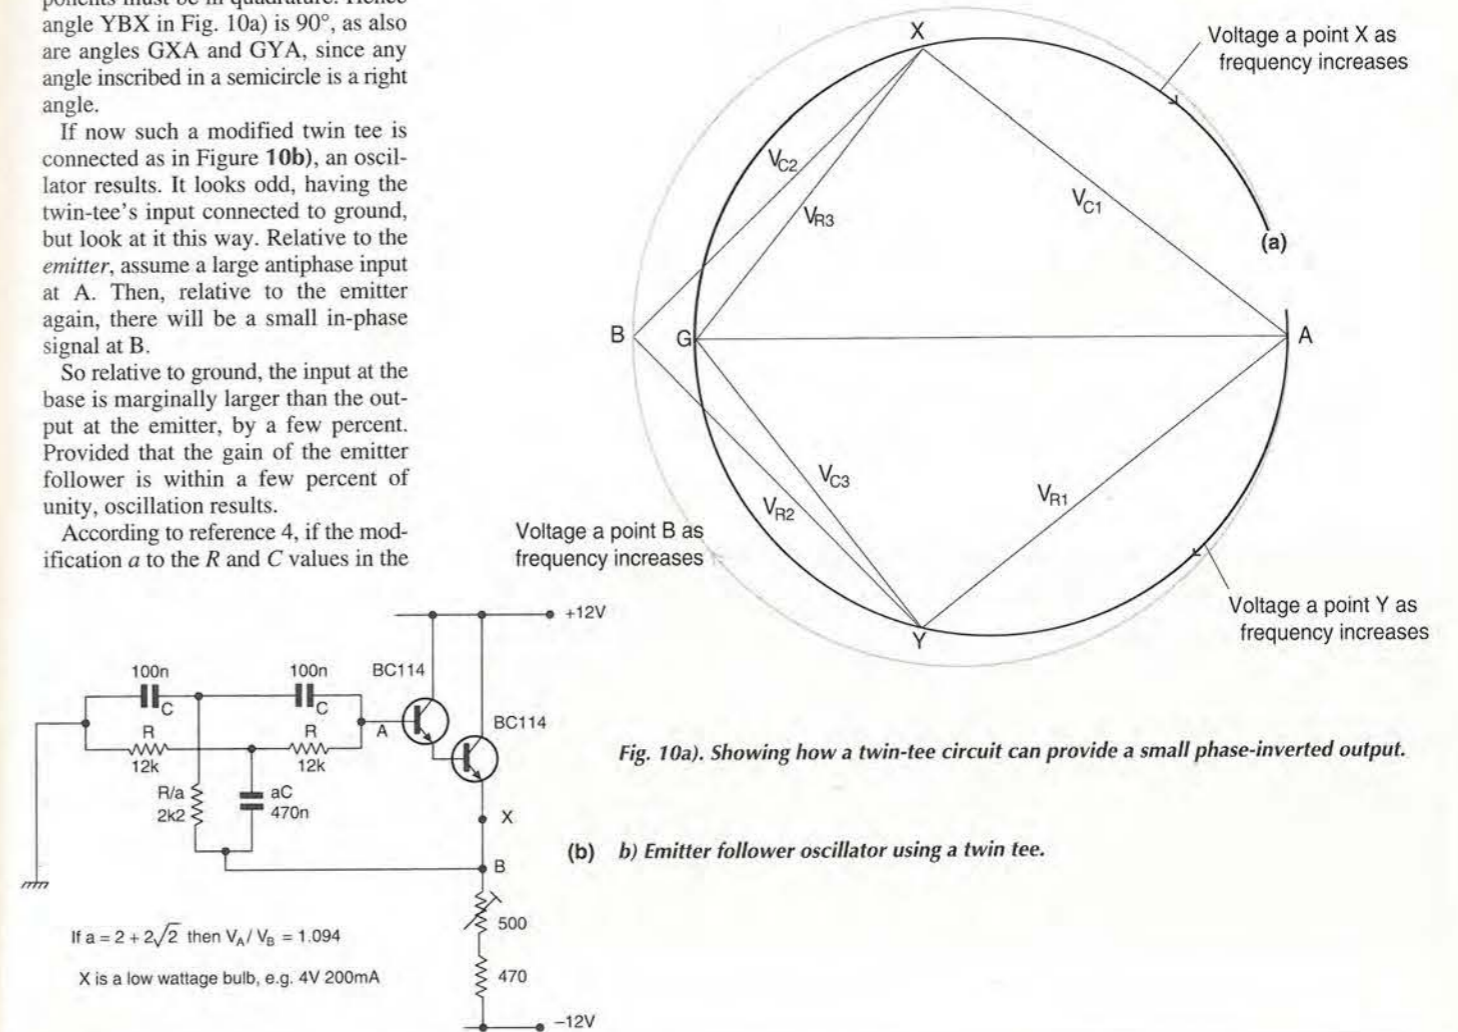 angle YBX in Fig. 10a) is 90°, as also
are angles GXA and GYA, since any
angle inscribed in a semicircle is a right
angle.
If now such a modified twin tee is
connected as in Figure 10b), an oscil-
lator results. It looks odd, having the
twin-tee's input connected to ground,
but look at it this way. Relative to the
emitter, assume a large antiphase input
at A. Then, relative to the emitter
again, there will be a small in-phase
signal at B.
So relative to ground, the input at the
base is marginally larger than the out-
put at the emitter, by a few percent.
Provided that the gain of the emitter
follower is within a few percent of
unity, oscillation results.
According to reference 4, if the mod-
ification a to the R and C values in the
X
Voltage a point X as
frequency increases
VC2
VR3
VC1
(a)
B
G
A
VC3
VR2
VR1
Voltage a point B as
frequency increases
Y
Voltage a point Y as
frequency increases
+12V
100n
C
100n
C
BC114
BC114
A
R
12k
R
12k
R/a
2k2
aC
470n
X
B
500
470
-12V
If a = 2 + 2√2 then VA/ VB = 1.094
X is a low wattage bulb, e.g. 4V 200mA
Fig. 10a). Showing how a twin-tee circuit can provide a small phase-inverted output.
(b) b) Emitter follower oscillator using a twin tee.